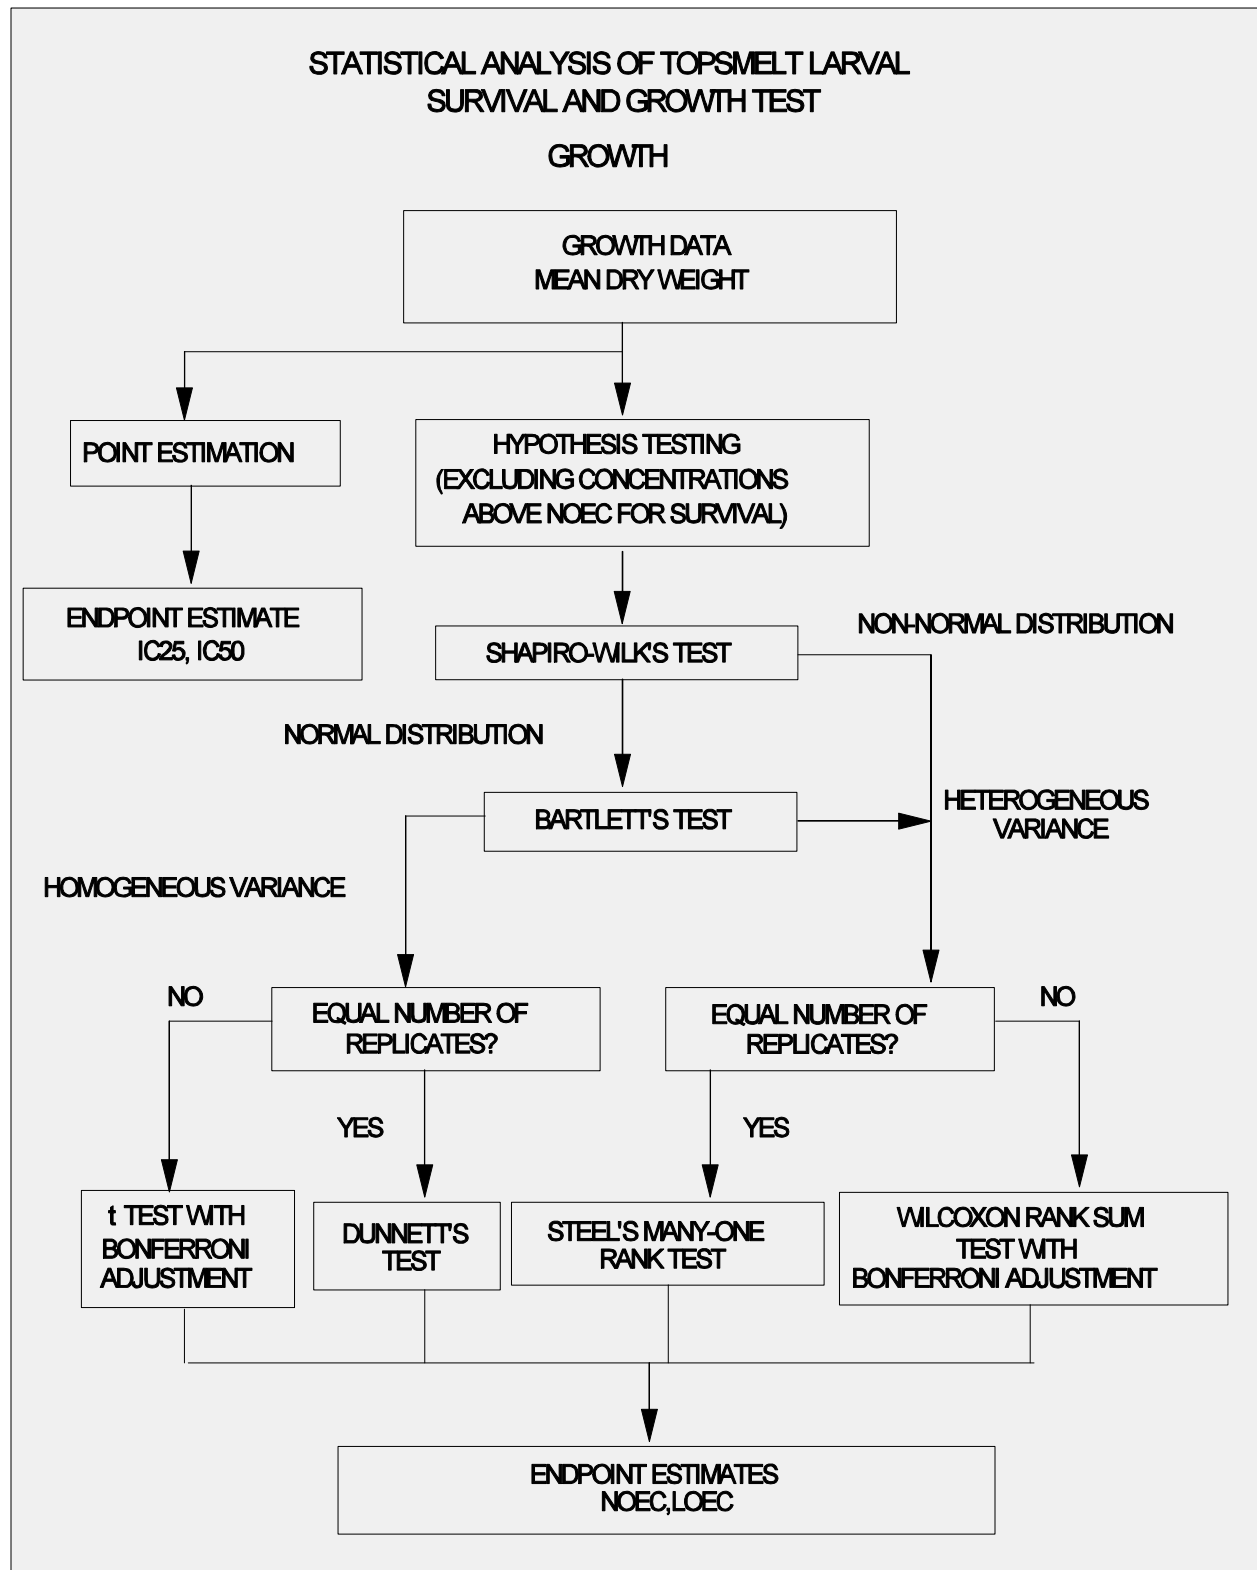 STATISTICAL ANALYSIS OF TOPSMELT LARVAL
SURVIVAL AND GROWTH TEST
GROWTH
GROWTH DATA
MEAN DRY WEIGHT
POINT ESTIMATION
HYPOTHESIS TESTING
(EXCLUDING CONCENTRATIONS
ABOVE NOEC FOR SURVIVAL)
ENDPOINT ESTIMATE
IC25, IC50
SHAPIRO-WILK'S TEST
NON-NORMAL DISTRIBUTION
NORMAL DISTRIBUTION
BARTLETT'S TEST
HETEROGENEOUS
VARIANCE
HOMOGENEOUS VARIANCE
NO
EQUAL NUMBER OF
REPLICATES?
EQUAL NUMBER OF
REPLICATES?
NO
YES
YES
t TEST WITH
BONFERRONI
ADJUSTMENT
DUNNETT'S
TEST
STEEL'S MANY-ONE
RANK TEST
WILCOXON RANK SUM
TEST WITH
BONFERRONI ADJUSTMENT
ENDPOINT ESTIMATES
NOEC,LOEC